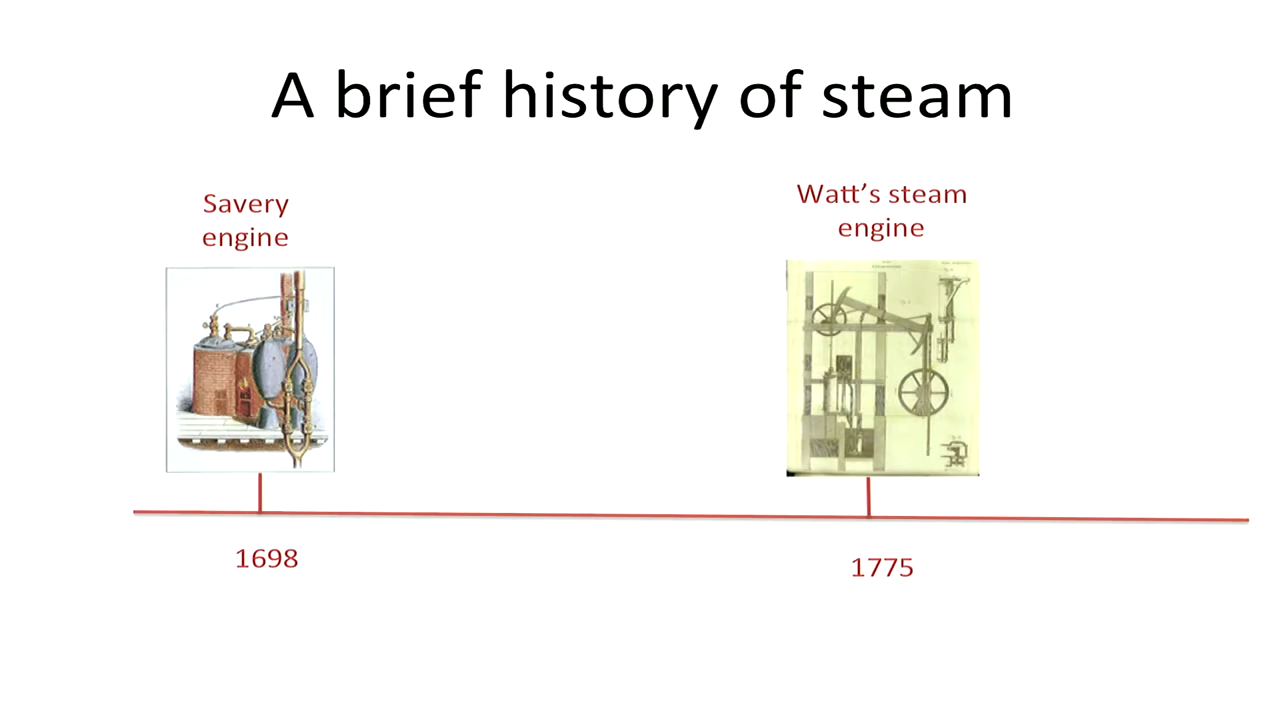 A brief history of steam
Savery
engine
Watt’s steam
engine
1698
1775